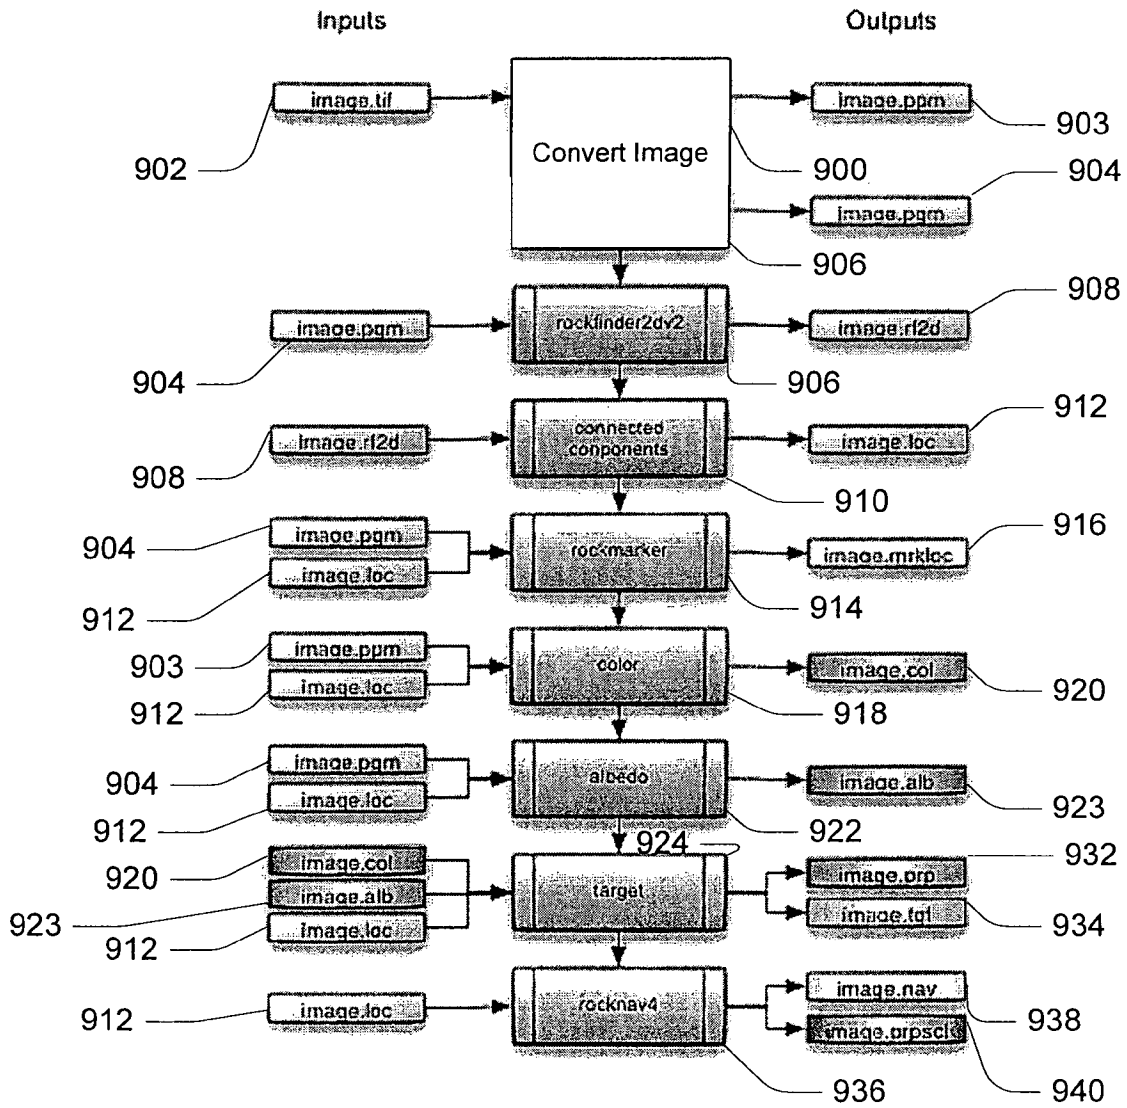 Inputs
Outputs
image.tif
Convert Image
image.ppm
903
902
900
904
image.pgm
906
908
image.pgm
rockfinder2dv2
image.rf2d
904
906
912
image.rf2d
connected
conponents
image.loc
908
910
904
image.pgm
image.loc
rockmarker
image.mrkloc
916
912
914
903
image.ppm
image.loc
color
image.col
920
912
918
904
image.pgm
image.loc
albedo
image.alb
923
912
922
924
932
920
image.col
image.alb
image.loc
target
image.prp
image.tgt
934
923
912
912
image.loc
rocknav4
image.nav
image.prpscl
938
936
940